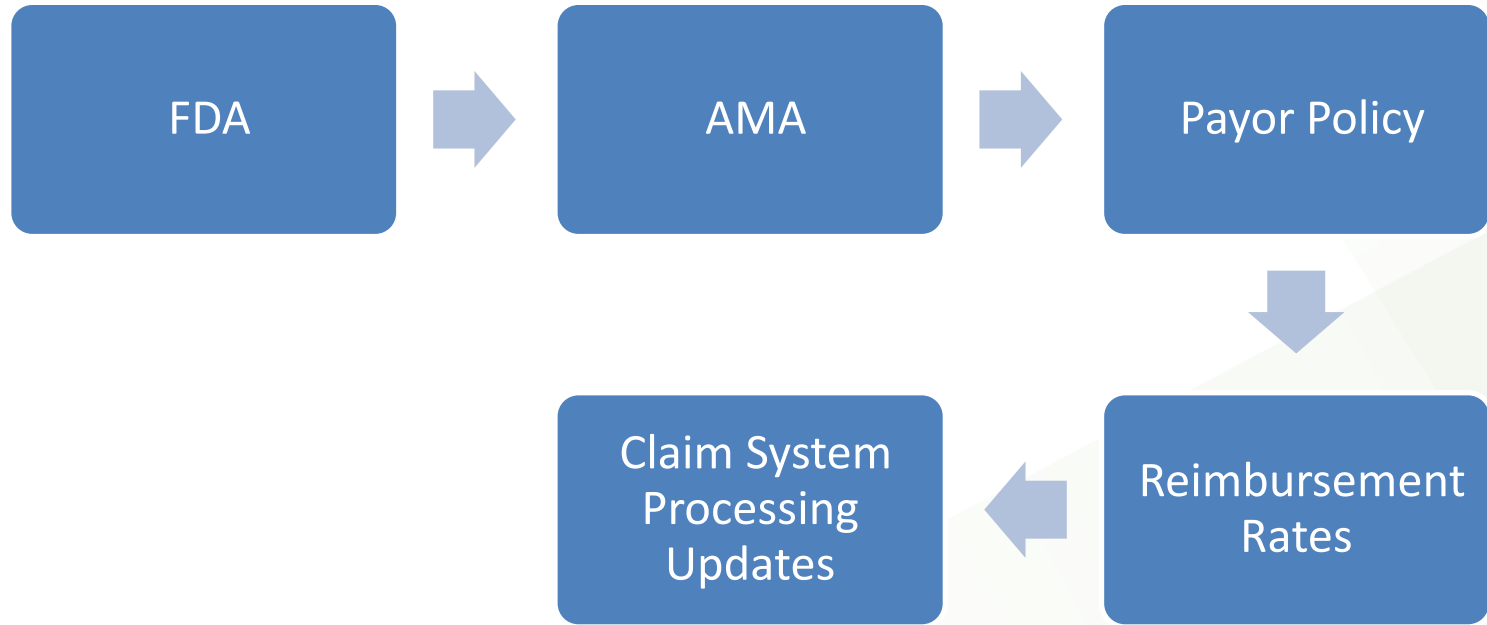 FDA
AMA
Payor Policy
Reimbursement
Rates
Claim System
Processing
Updates